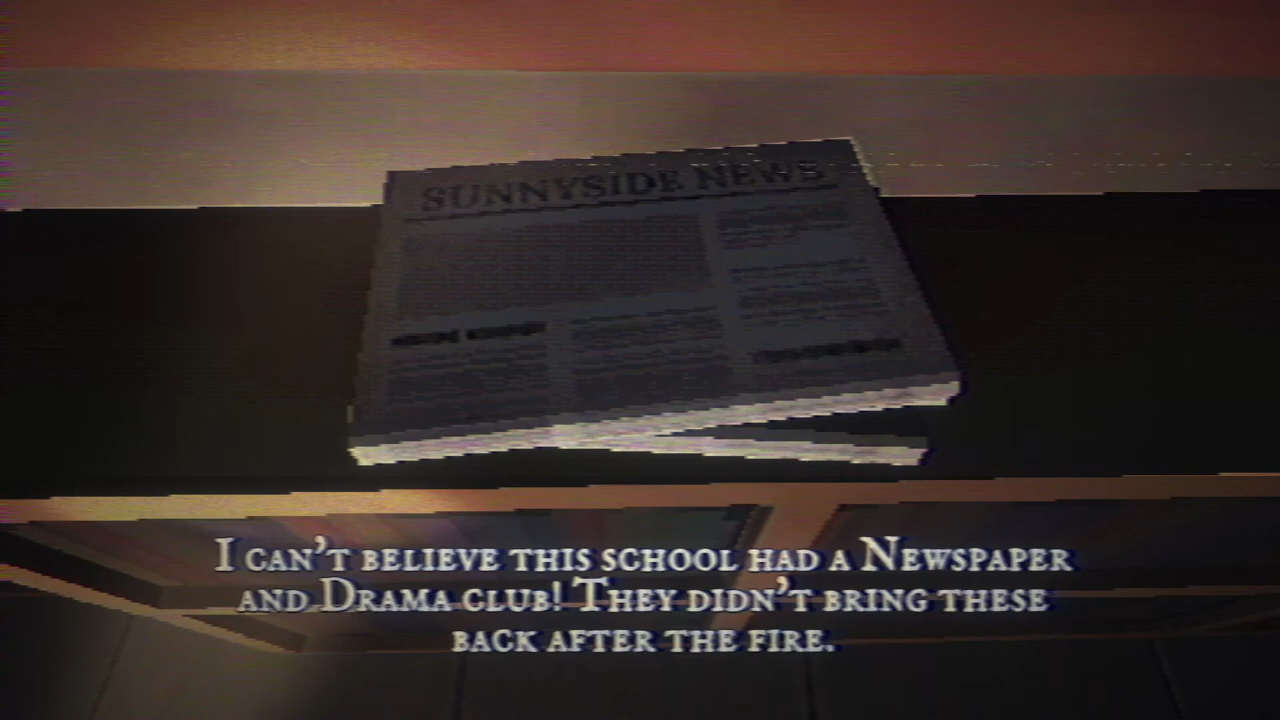 SUNNYSIDE NEWS
I can't believe this school had a Newspaper
and Drama club! They didn't bring these
back after the fire.